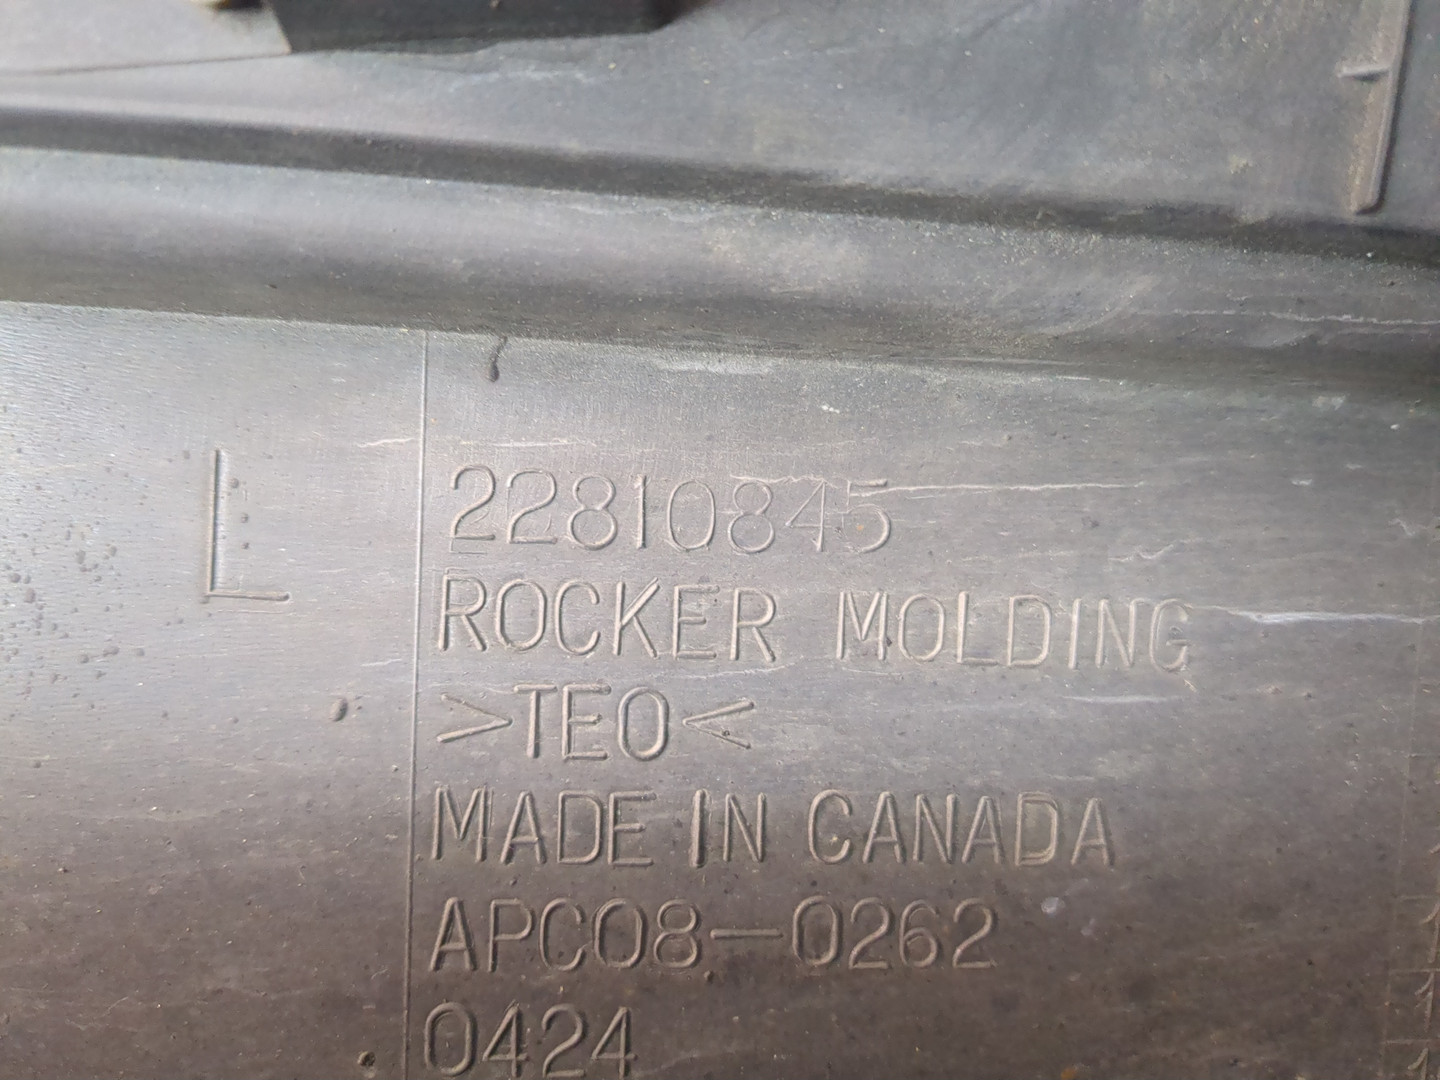 L
22810845
ROCKER MOLDING
>TEO<
MADE IN CANADA
APC08-0262
0424